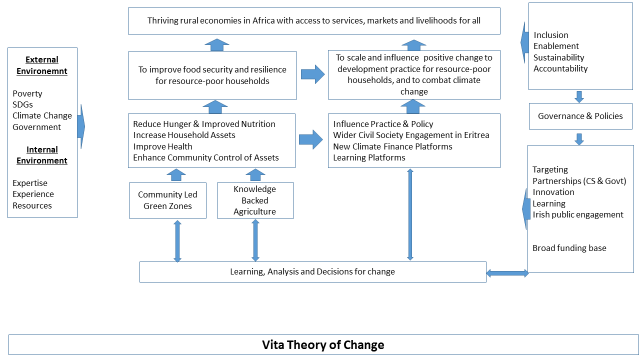 Thriving rural economies in Africa with access to services, markets and livelihoods for all
External
Environemnt
Poverty
SDGs
Climate Change
Government
Internal
Environment
Expertise
Experience
Resources
To improve food security and resilience
for resource-poor households
To scale and influence positive change to
development practice for resource-poor
households, and to combat climate
change
Reduce Hunger & Improved Nutrition
Increase Household Assets
Improve Health
Enhance Community Control of Assets
Influence Practice & Policy
Wider Civil Society Engagement in Eritrea
New Climate Finance Platforms
Learning Platforms
Community Led
Green Zones
Knowledge
Backed
Agriculture
Learning, Analysis and Decisions for change
Inclusion
Enablement
Sustainability
Accountability
Governance & Policies
Targeting
Partnerships (CS & Govt)
Innovation
Learning
Irish public engagement
Broad funding base
Vita Theory of Change